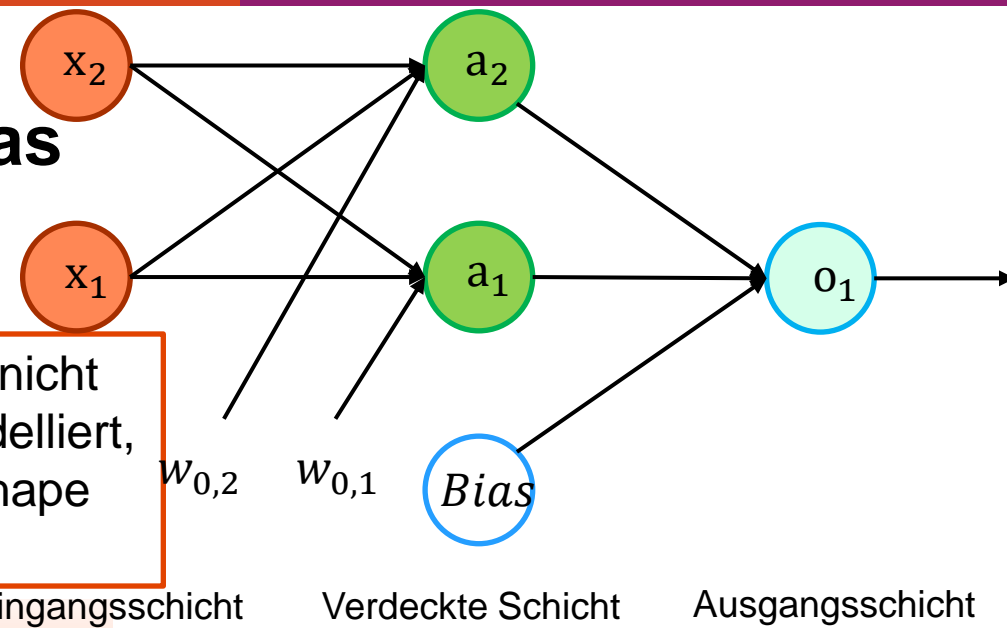 x₂ a₂
as
x₁ a₁ o₁
nicht
delliert,
hape
w₀,₂ w₀,₁ Bias
ingangsschicht Verdeckte Schicht Ausgangsschicht